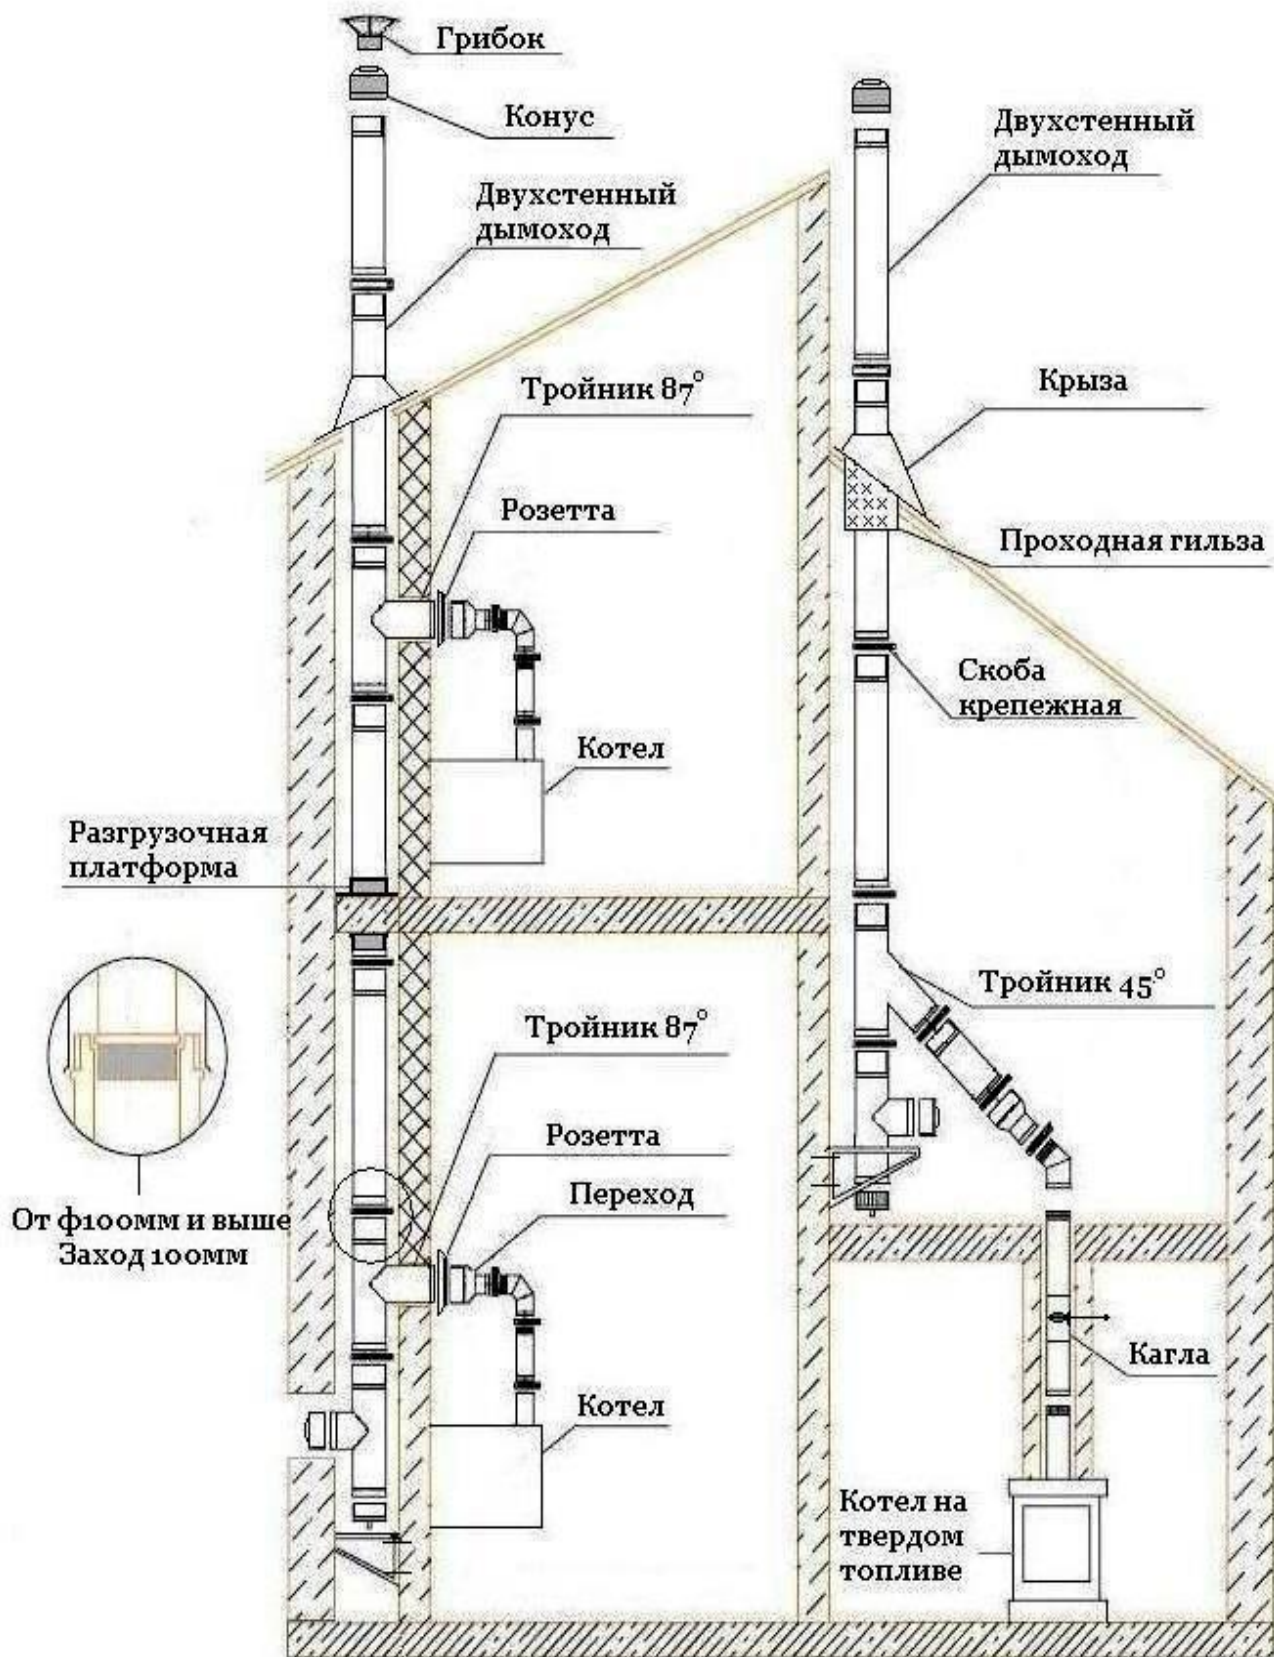 Грибок
Конус
Двухстенный
дымоход
Двухстенный
дымоход
Тройник 87°
Крыза
Розетта
Проходная гильза
Скоба
крепежная
Котел
Разгрузочная
платформа
Тройник 45°
Тройник 87°
Розетта
Переход
От ф100мм и выше
Заход 100мм
Кагла
Котел
Котел на
твердом
топливе